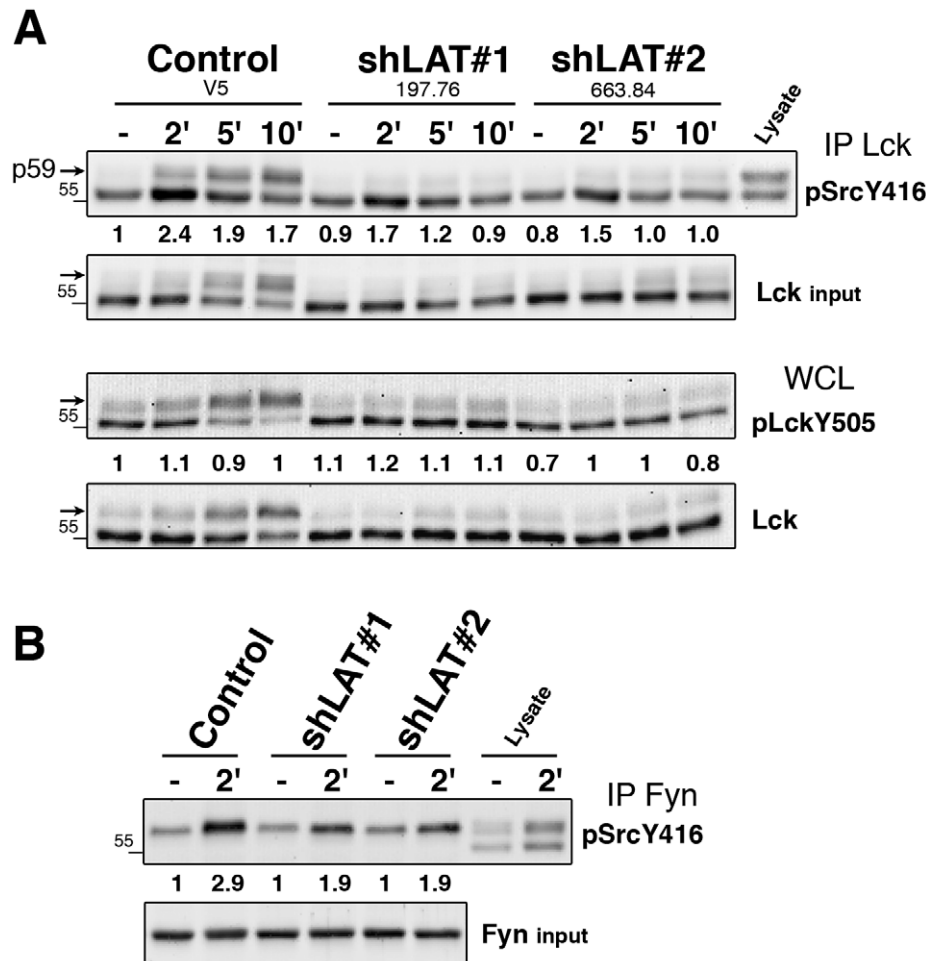 A
Control shLAT#1 shLAT#2
V5 197.76 663.84
- 2' 5' 10' - 2' 5' 10' - 2' 5' 10' Lysate
IP Lck
p59
55
pSrcY416
1 2.4 1.9 1.7 0.9 1.7 1.2 0.9 0.8 1.5 1.0 1.0
55
Lck input
WCL
55
pLckY505
1 1.1 0.9 1 1.1 1.2 1.1 1.1 0.7 1 1 0.8
55
Lck
B
Control shLAT#1 shLAT#2 Lysate
- 2' - 2' - 2' - 2'
IP Fyn
pSrcY416
55
1 2.9 1 1.9 1 1.9
Fyn input